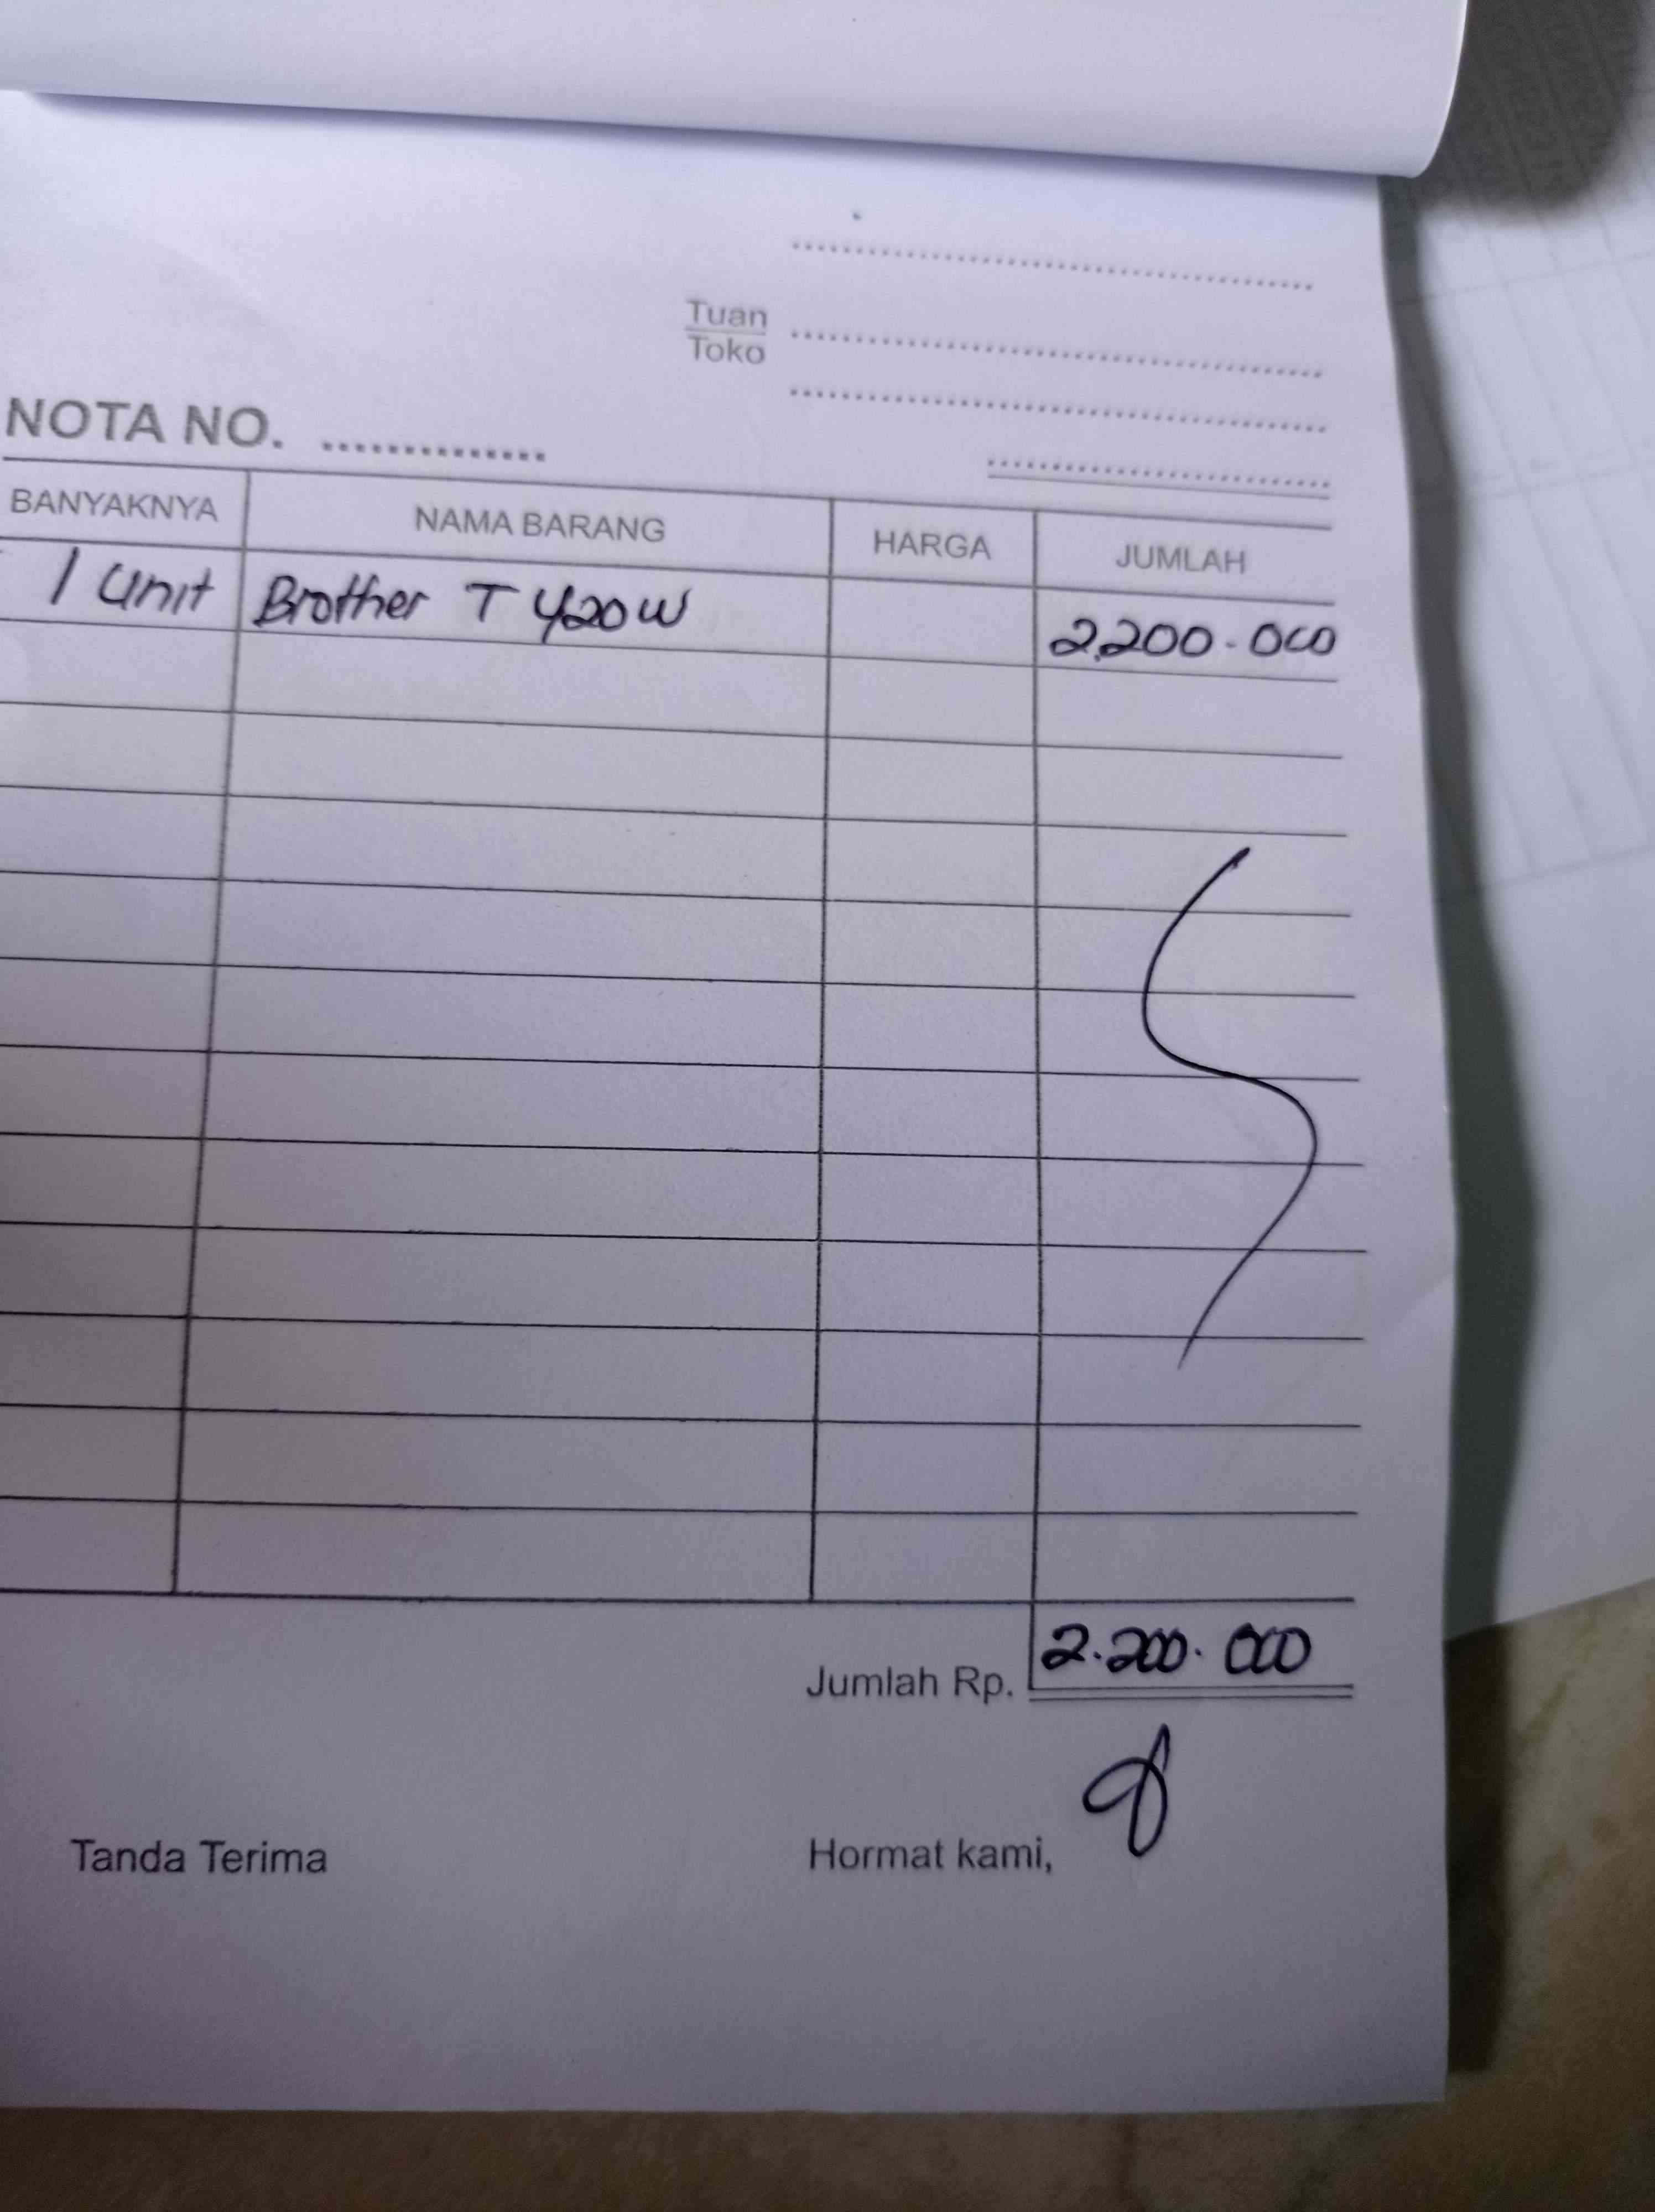 Tuan
Toko
NOTA NO.
BANYAKNYA NAMA BARANG HARGA JUMLAH
1 Unit Brother T 420W 2.200.000
Jumlah Rp. 2.200.000
Tanda Terima Hormat kami,